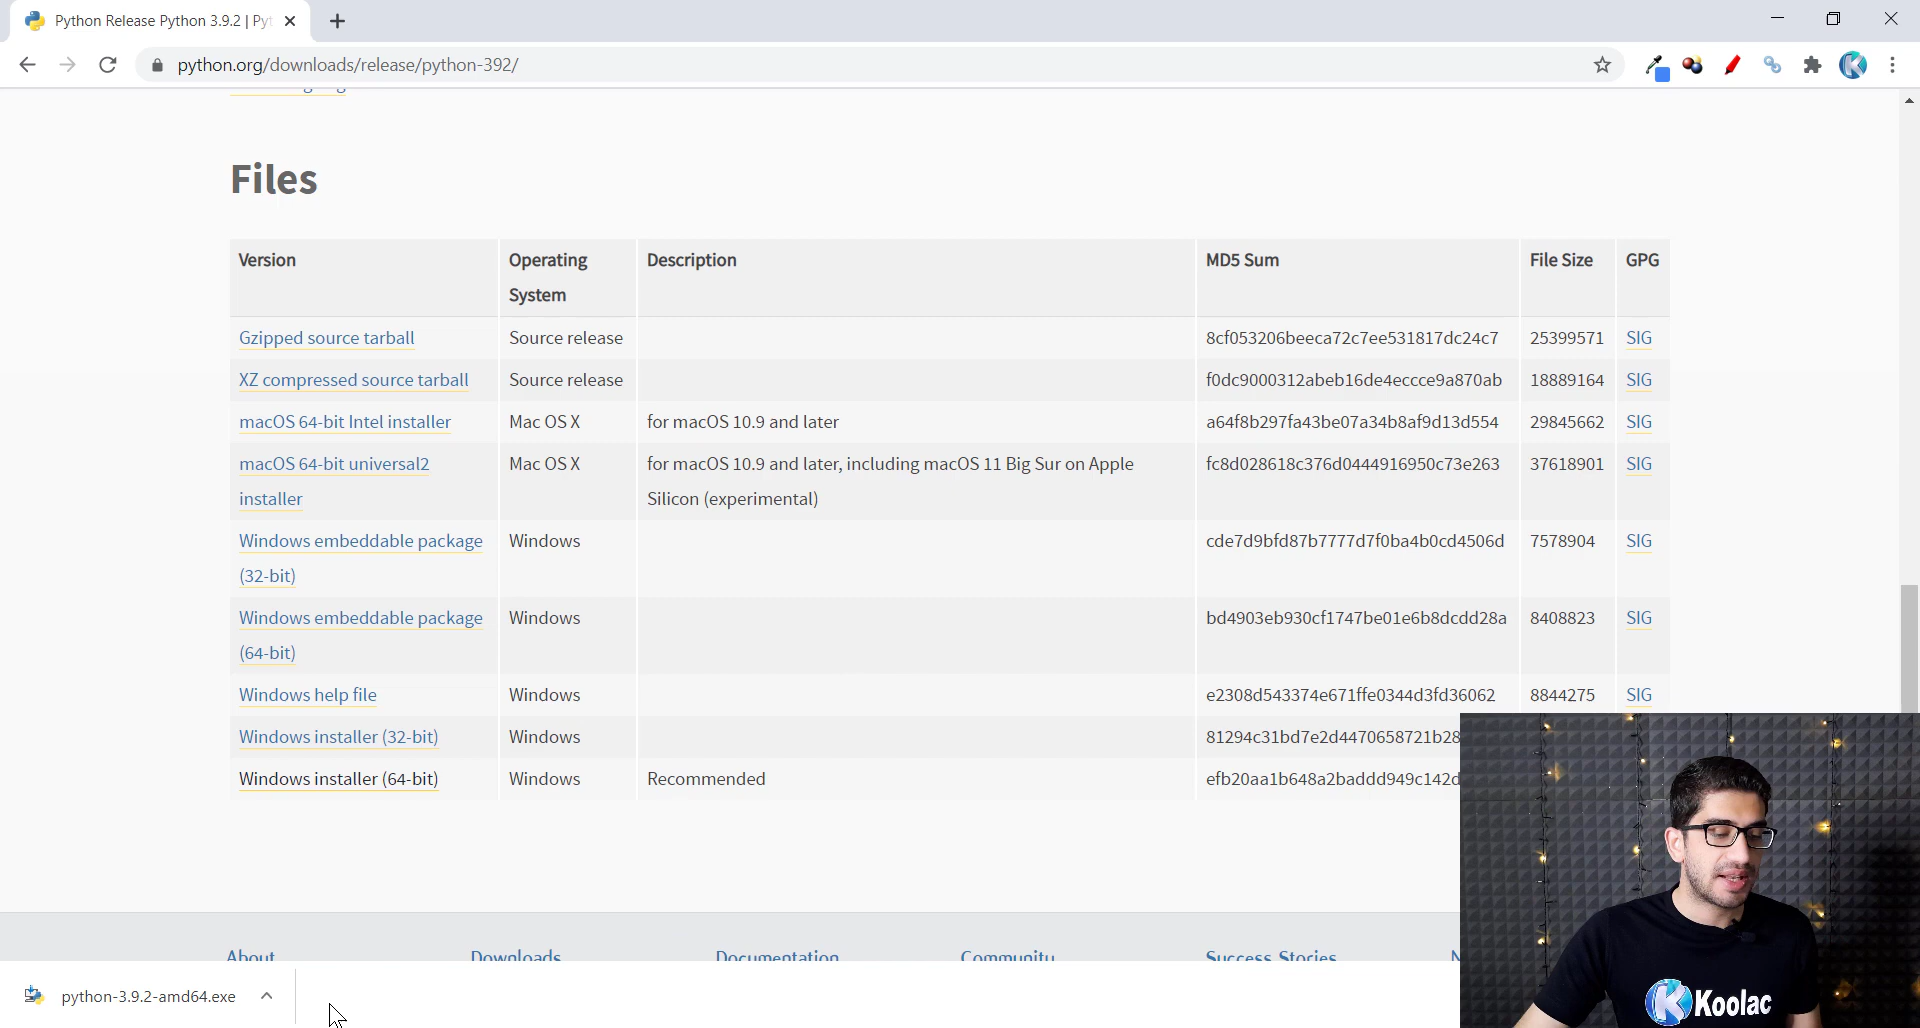 Python Release Python 3.9.2 | Pyt
python.org/downloads/release/python-392/
Files
Version Operating System Description MD5 Sum File Size GPG
Gzipped source tarball Source release 8cf053206beeca72c7ee531817dc24c7 25399571 SIG
XZ compressed source tarball Source release f0dc9000312abeb16de4eccce9a870ab 18889164 SIG
macOS 64-bit Intel installer Mac OS X for macOS 10.9 and later a64f8b297fa43be07a34b8af9d13d554 29845662 SIG
macOS 64-bit universal2 Mac OS X for macOS 10.9 and later, including macOS 11 Big Sur on Apple fc8d028618c376d0444916950c73e263 37618901 SIG
installer Silicon (experimental)
Windows embeddable package Windows cde7d9bfd87b7777d7f0ba4b0cd4506d 7578904 SIG
(32-bit)
Windows embeddable package Windows bd4903eb930cf1747be01e6b8dcdd28a 8408823 SIG
(64-bit)
Windows help file Windows e2308d543374e671ffe0344d3fd36062 8844275 SIG
Windows installer (32-bit) Windows 81294c31bd7e2d4470658721b28
Windows installer (64-bit) Windows Recommended efb20aa1b648a2baddd949c142d
About Downloads Documentation Community Success Stories
python-3.9.2-amd64.exe
K Koolac